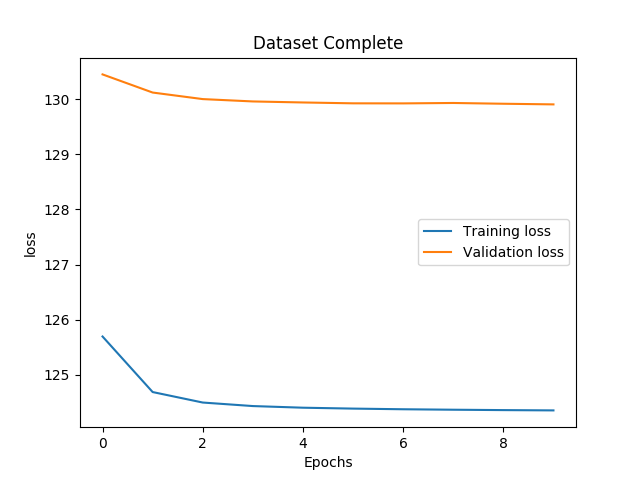 Dataset Complete
130
129
128
127
126
125
loss
Training loss
Validation loss
0 2 4 6 8
Epochs